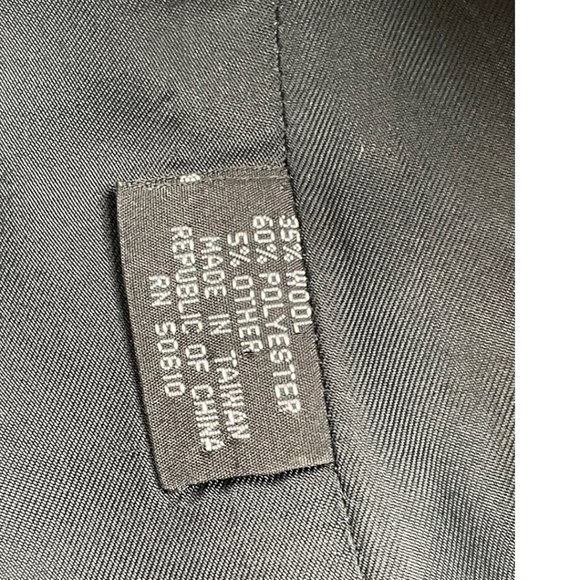 35% WOOL
60% POLYESTER
5% OTHER
MADE IN TAIWAN
REPUBLIC OF CHINA
RN 50610